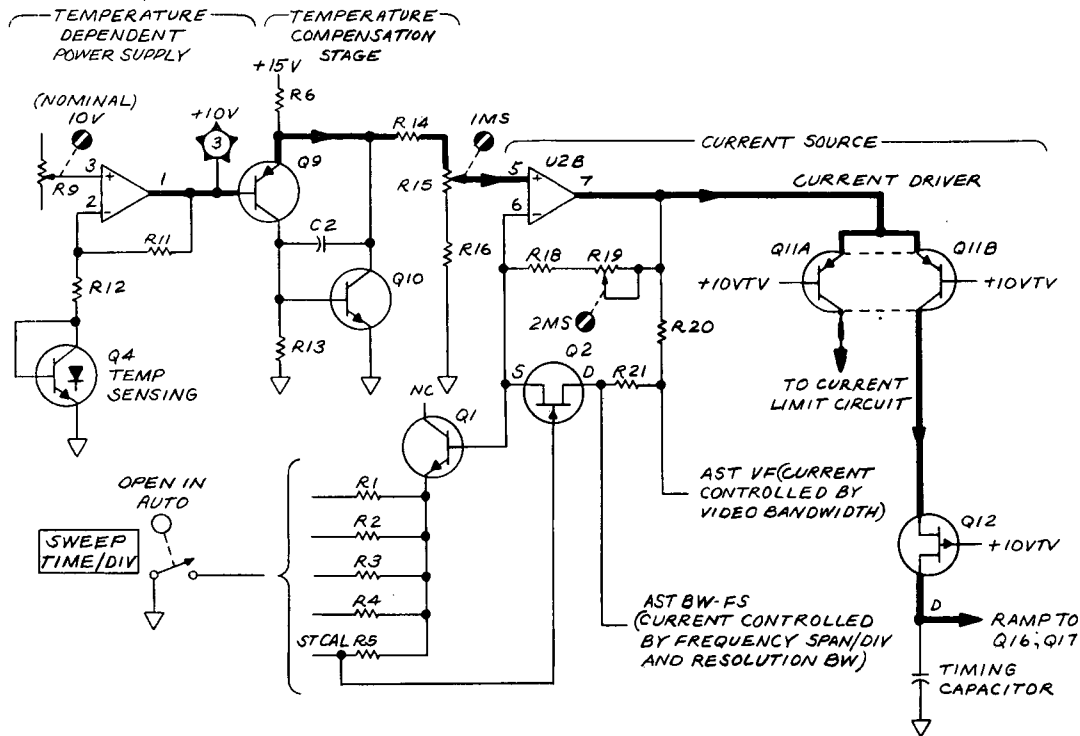 TEMPERATURE
DEPENDENT
POWER SUPPLY
TEMPERATURE
COMPENSATION
STAGE
+15V
R6
(NOMINAL)
10V
+10V
3
Q9
R14
1MS
CURRENT SOURCE
3
+
1
R9
2
-
R11
R15
5
+
U2B
7
6
-
CURRENT DRIVER
C2
R16
R12
Q10
R18
R19
Q11A
Q11B
+10VTV
+10VTV
2MS
R20
R13
Q4
TEMP
SENSING
Q2
S
D
R21
TO CURRENT
LIMIT CIRCUIT
NC
Q1
OPEN IN
AUTO
R1
AST VF (CURRENT
CONTROLLED BY
VIDEO BANDWIDTH)
SWEEP
TIME/DIV
R2
R3
R4
ST CAL
R5
Q12
+10VTV
AST BW-FS
(CURRENT CONTROLLED
BY FREQUENCY SPAN/DIV
AND RESOLUTION BW)
D
RAMP TO
Q16; Q17
TIMING
CAPACITOR